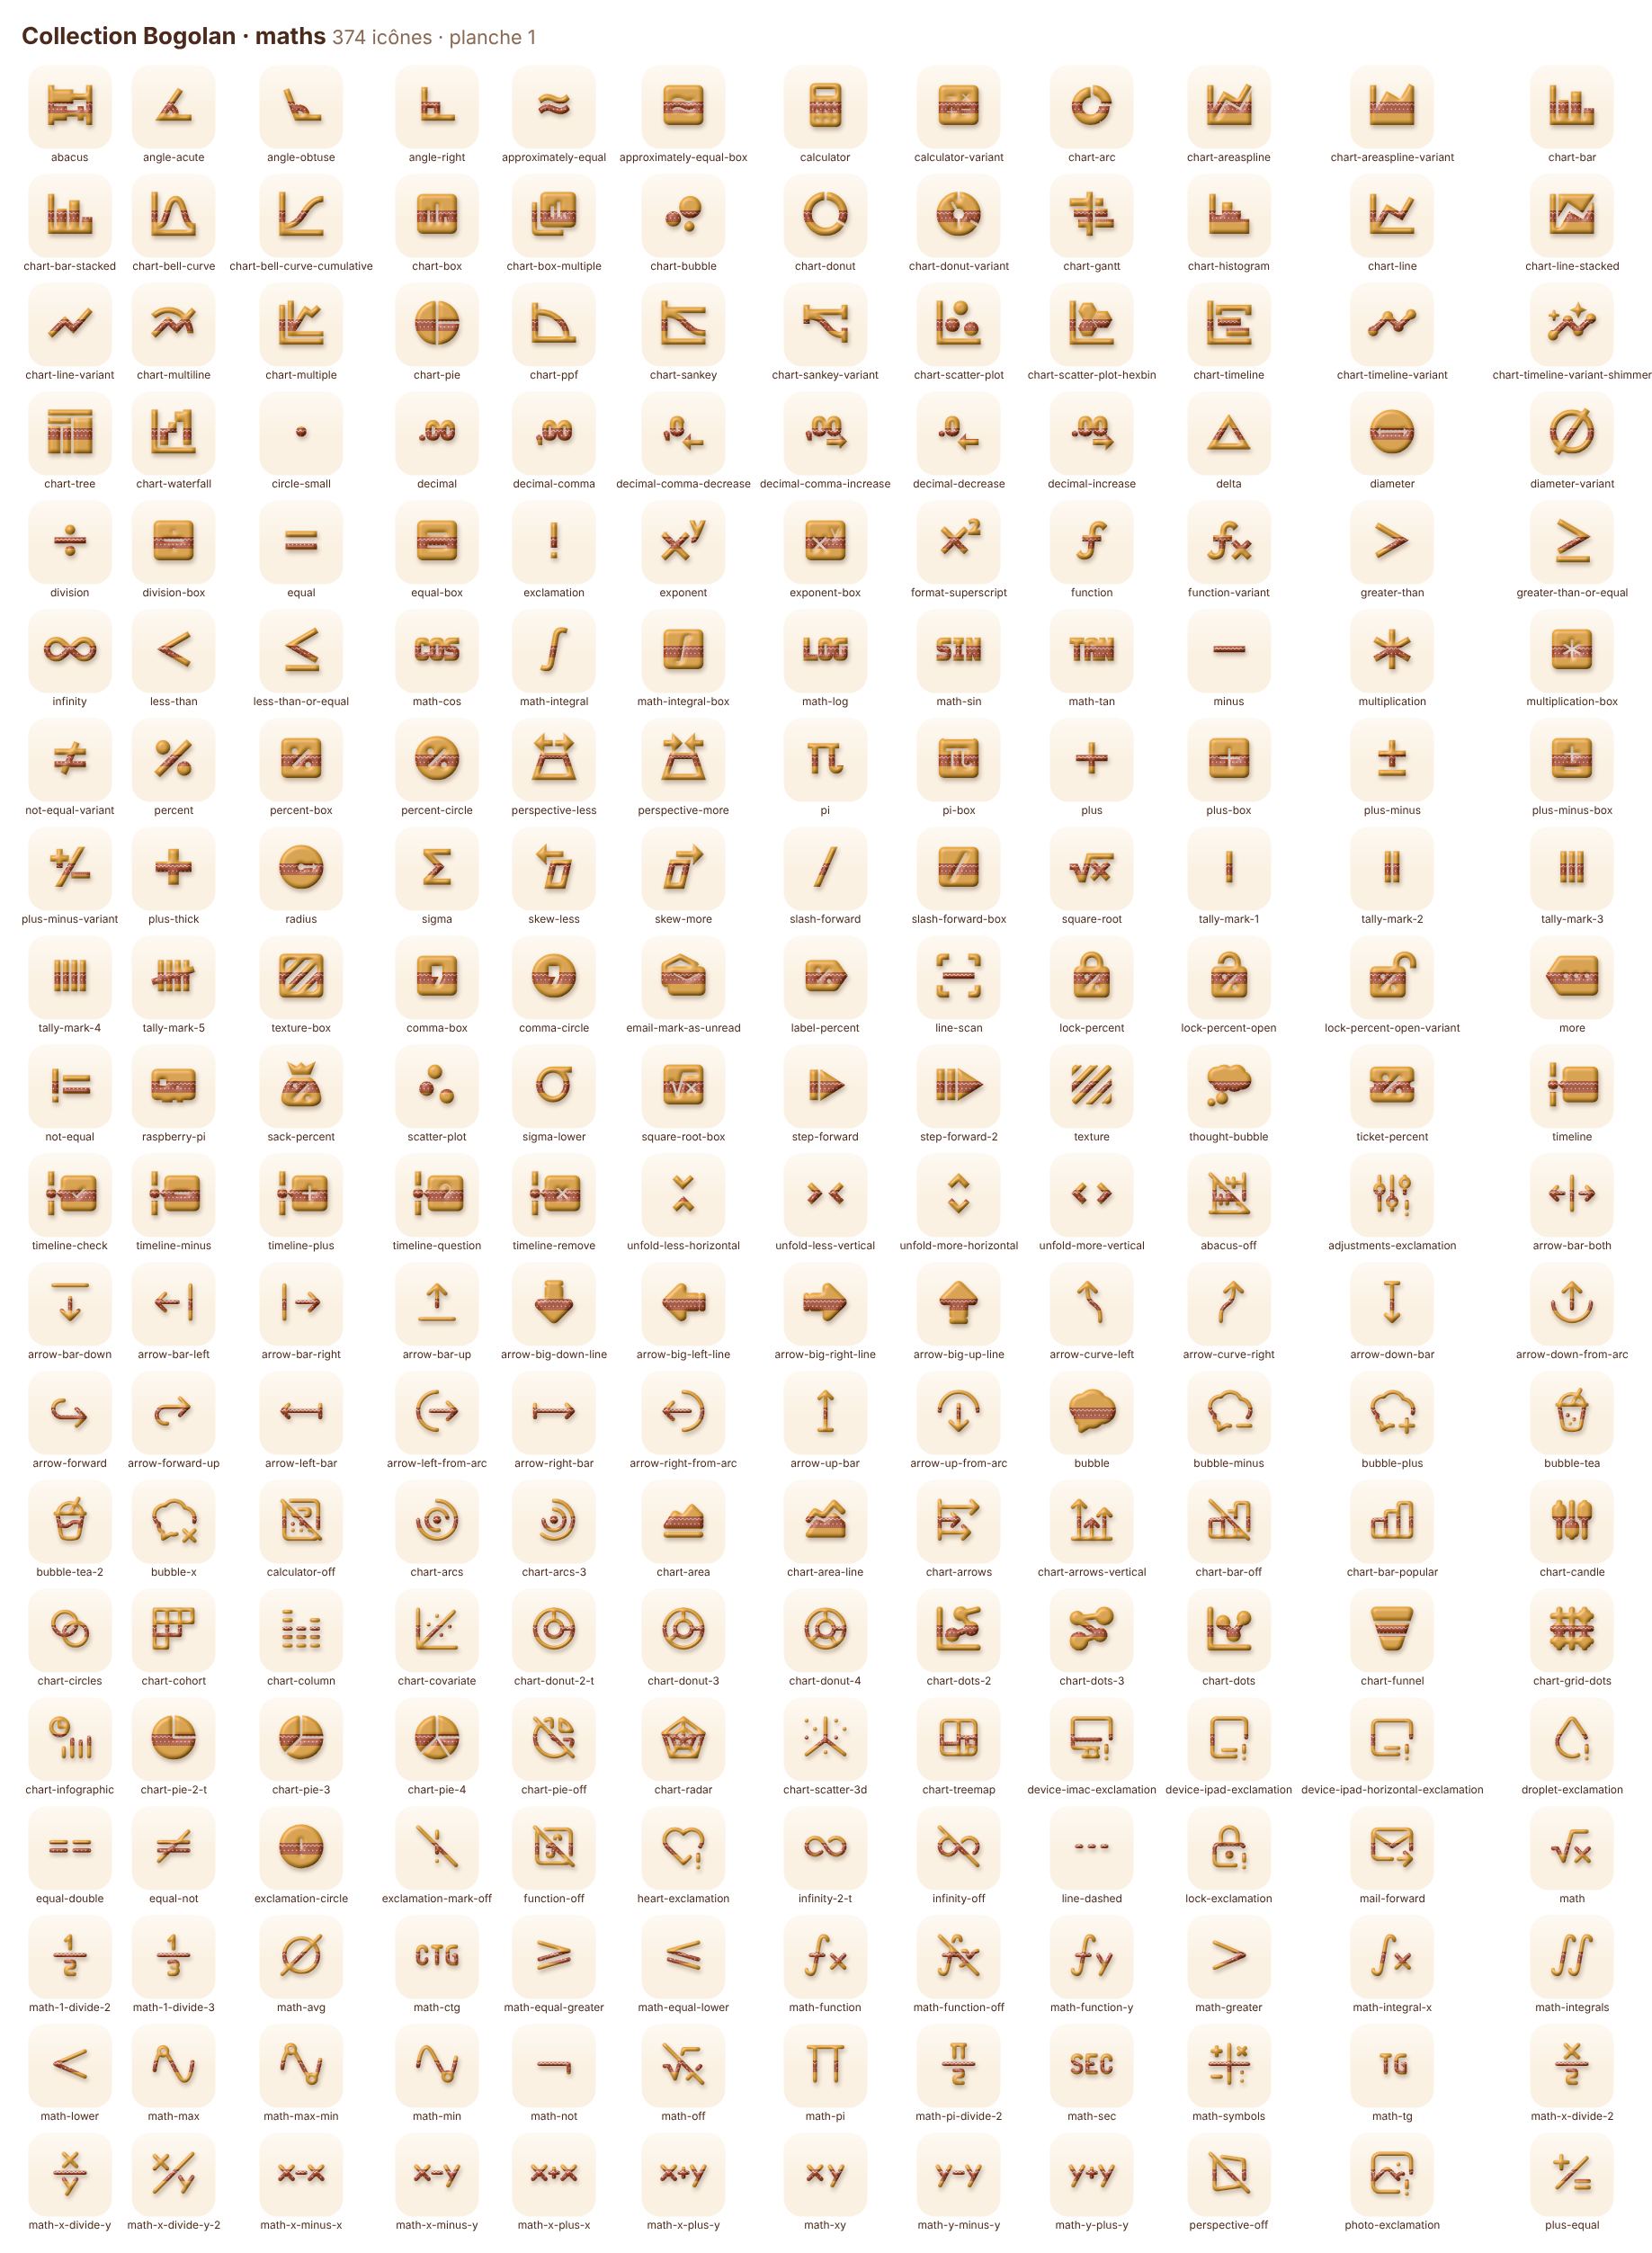 Collection Bogolan · maths 374 icônes · planche 1
abacus angle-acute angle-obtuse angle-right approximately-equal approximately-equal-box calculator calculator-variant chart-arc chart-areaspline chart-areaspline-variant chart-bar
chart-bar-stacked chart-bell-curve chart-bell-curve-cumulative chart-box chart-box-multiple chart-bubble chart-donut chart-donut-variant chart-gantt chart-histogram chart-line chart-line-stacked
chart-line-variant chart-multiline chart-multiple chart-pie chart-ppf chart-sankey chart-sankey-variant chart-scatter-plot chart-scatter-plot-hexbin chart-timeline chart-timeline-variant chart-timeline-variant-shimmer
.00 ,00 ,0 ,00 .0 .00
chart-tree chart-waterfall circle-small decimal decimal-comma decimal-comma-decrease decimal-comma-increase decimal-decrease decimal-increase delta diameter diameter-variant
÷ = ! x^y x² f fx > ≥
division division-box equal equal-box exclamation exponent exponent-box format-superscript function function-variant greater-than greater-than-or-equal
∞ < ≤ COS ∫ ∫ LOG SIN TAN − * *
infinity less-than less-than-or-equal math-cos math-integral math-integral-box math-log math-sin math-tan minus multiplication multiplication-box
≠ % % % π π + + ± ±
not-equal-variant percent percent-box percent-circle perspective-less perspective-more pi pi-box plus plus-box plus-minus plus-minus-box
+/− + Σ / / √x
plus-minus-variant plus-thick radius sigma skew-less skew-more slash-forward slash-forward-box square-root tally-mark-1 tally-mark-2 tally-mark-3
tally-mark-4 tally-mark-5 texture-box comma-box comma-circle email-mark-as-unread label-percent line-scan lock-percent lock-percent-open lock-percent-open-variant more
not-equal raspberry-pi sack-percent scatter-plot sigma-lower square-root-box step-forward step-forward-2 texture thought-bubble ticket-percent timeline
timeline-check timeline-minus timeline-plus timeline-question timeline-remove unfold-less-horizontal unfold-less-vertical unfold-more-horizontal unfold-more-vertical abacus-off adjustments-exclamation arrow-bar-both
arrow-bar-down arrow-bar-left arrow-bar-right arrow-bar-up arrow-big-down-line arrow-big-left-line arrow-big-right-line arrow-big-up-line arrow-curve-left arrow-curve-right arrow-down-bar arrow-down-from-arc
arrow-forward arrow-forward-up arrow-left-bar arrow-left-from-arc arrow-right-bar arrow-right-from-arc arrow-up-bar arrow-up-from-arc bubble bubble-minus bubble-plus bubble-tea
bubble-tea-2 bubble-x calculator-off chart-arcs chart-arcs-3 chart-area chart-area-line chart-arrows chart-arrows-vertical chart-bar-off chart-bar-popular chart-candle
chart-circles chart-cohort chart-column chart-covariate chart-donut-2-t chart-donut-3 chart-donut-4 chart-dots-2 chart-dots-3 chart-dots chart-funnel chart-grid-dots
chart-infographic chart-pie-2-t chart-pie-3 chart-pie-4 chart-pie-off chart-radar chart-scatter-3d chart-treemap device-imac-exclamation device-ipad-exclamation device-ipad-horizontal-exclamation droplet-exclamation
equal-double equal-not exclamation-circle exclamation-mark-off function-off heart-exclamation infinity-2-t infinity-off line-dashed lock-exclamation mail-forward math
1/2 1/3 CTG fx fx fy > ∫x ∫∫
math-1-divide-2 math-1-divide-3 math-avg math-ctg math-equal-greater math-equal-lower math-function math-function-off math-function-y math-greater math-integral-x math-integrals
π/2 SEC TG x/2
math-lower math-max math-max-min math-min math-not math-off math-pi math-pi-divide-2 math-sec math-symbols math-tg math-x-divide-2
x/y x/y x-x x-y x+x x+y xy y-y y+y
math-x-divide-y math-x-divide-y-2 math-x-minus-x math-x-minus-y math-x-plus-x math-x-plus-y math-xy math-y-minus-y math-y-plus-y perspective-off photo-exclamation plus-equal